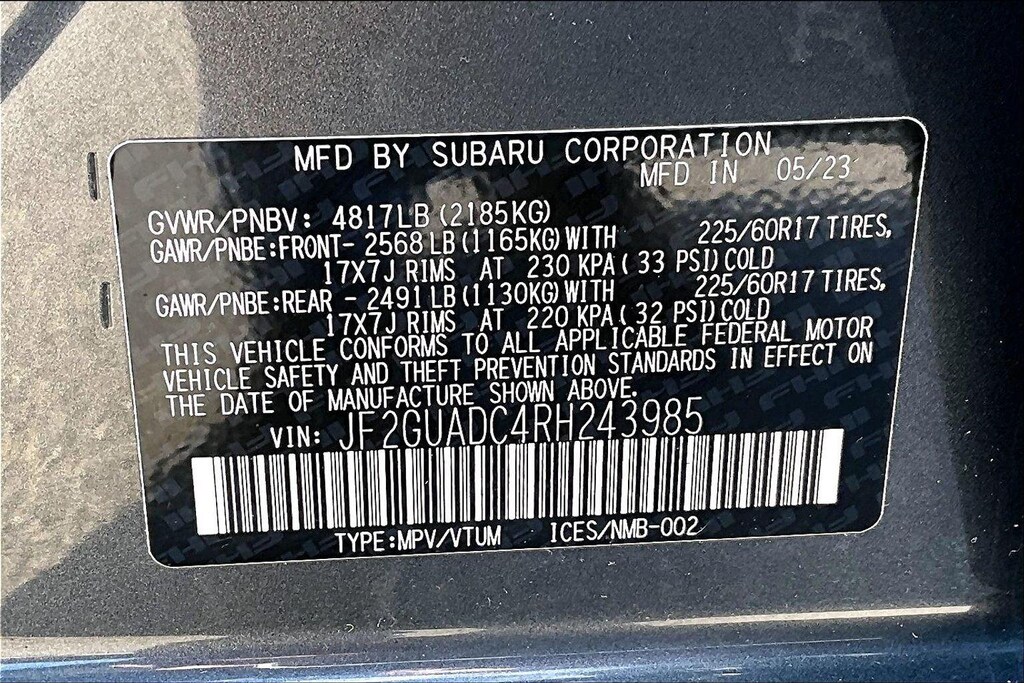 MFD BY SUBARU CORPORATION
MFD IN 05/23
GVWR/PNBV: 4817LB (2185KG)
GAWR/PNBE:FRONT- 2568 LB(1165KG)WITH 225/60R17 TIRES,
17X7J RIMS AT 230 KPA( 33 PSI)COLD
GAWR/PNBE:REAR - 2491 LB(1130KG)WITH 225/60R17 TIRES,
17X7J RIMS AT 220 KPA( 32 PSI)COLD
THIS VEHICLE CONFORMS TO ALL APPLICABLE FEDERAL MOTOR
VEHICLE SAFETY AND THEFT PREVENTION STANDARDS IN EFFECT ON
THE DATE OF MANUFACTURE SHOWN ABOVE.
VIN: JF2GUADC4RH243985
TYPE:MPV/VTUM ICES/NMB-002